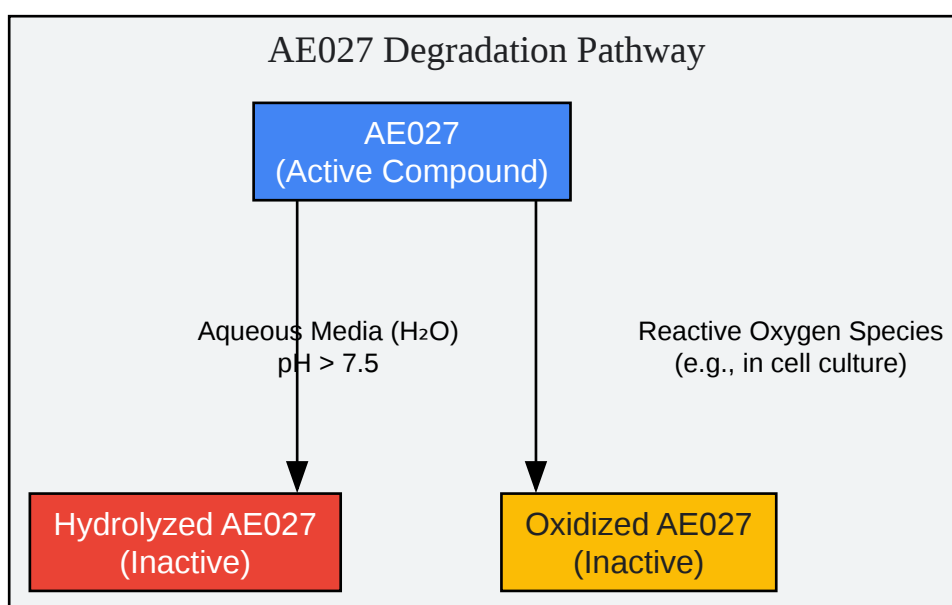 AE027 Degradation Pathway
AE027
(Active Compound)
Aqueous Media (H₂O)
pH > 7.5
Reactive Oxygen Species
(e.g., in cell culture)
Hydrolyzed AE027
(Inactive)
Oxidized AE027
(Inactive)